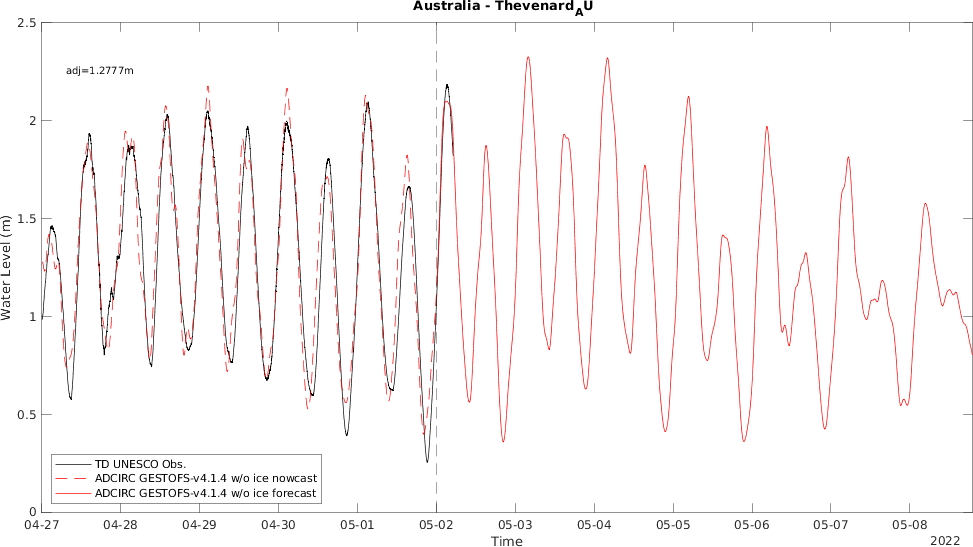 Australia - Thevenard_AU
adj=1.2777m
Water Level (m)
2.5
2
1.5
1
0.5
0
TD UNESCO Obs.
ADCIRC GESTOFS-v4.1.4 w/o ice nowcast
ADCIRC GESTOFS-v4.1.4 w/o ice forecast
04-27 04-28 04-29 04-30 05-01 05-02 05-03 05-04 05-05 05-06 05-07 05-08
Time
2022